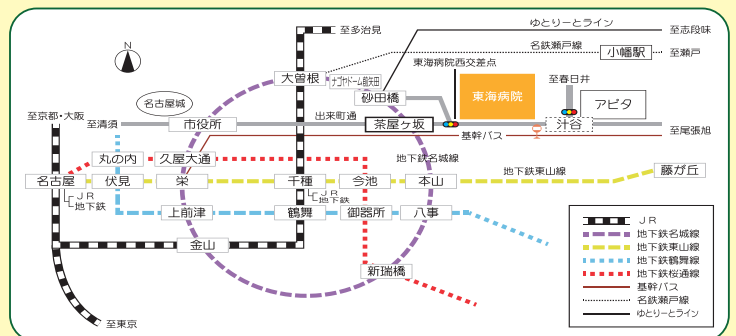 至多治見
ゆとりーとライン
至志段味
名鉄瀬戸線
小幡駅
至瀬戸
N
東海病院西交差点
大曽根
ナゴヤドーム前矢田
砂田橋
東海病院
至春日井
アピタ
名古屋城
至京都・大阪
至清須
市役所
出来町通
茶屋ヶ坂
汁谷
至尾張旭
基幹バス
丸の内
久屋大通
地下鉄名城線
地下鉄東山線
藤が丘
名古屋
伏見
栄
千種
今池
本山
JR
地下鉄
JR
地下鉄
上前津
鶴舞
御器所
八事
金山
新瑞橋
至東京
JR
地下鉄名城線
地下鉄東山線
地下鉄鶴舞線
地下鉄桜通線
基幹バス
名鉄瀬戸線
ゆとりーとライン